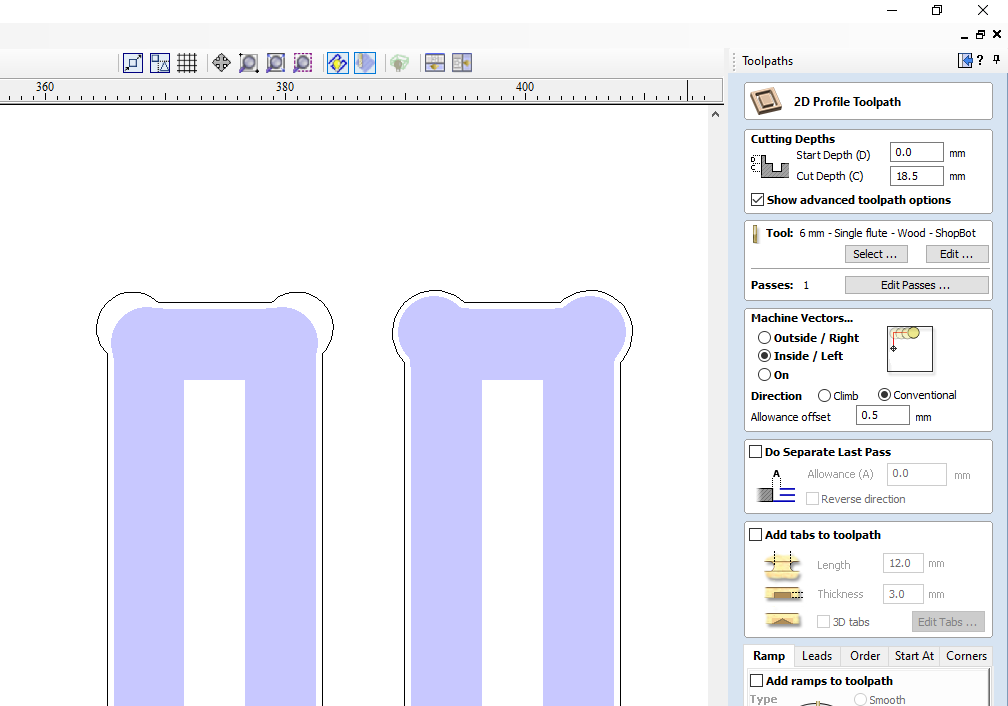 Toolpaths
?
360
380
400
2D Profile Toolpath
Cutting Depths
D
C
Start Depth (D)
0.0
mm
Cut Depth (C)
18.5
mm
Show advanced toolpath options
Tool: 6 mm - Single flute - Wood - ShopBot
Select ...
Edit ...
Passes: 1
Edit Passes ...
Machine Vectors...
Outside / Right
Inside / Left
On
Direction
Climb
Conventional
Allowance offset
0.5
mm
Do Separate Last Pass
A
Allowance (A)
0.0
mm
Reverse direction
Add tabs to toolpath
Length
12.0
mm
Thickness
3.0
mm
3D tabs
Edit Tabs ...
Ramp
Leads
Order
Start At
Corners
Add ramps to toolpath
Type
Smooth